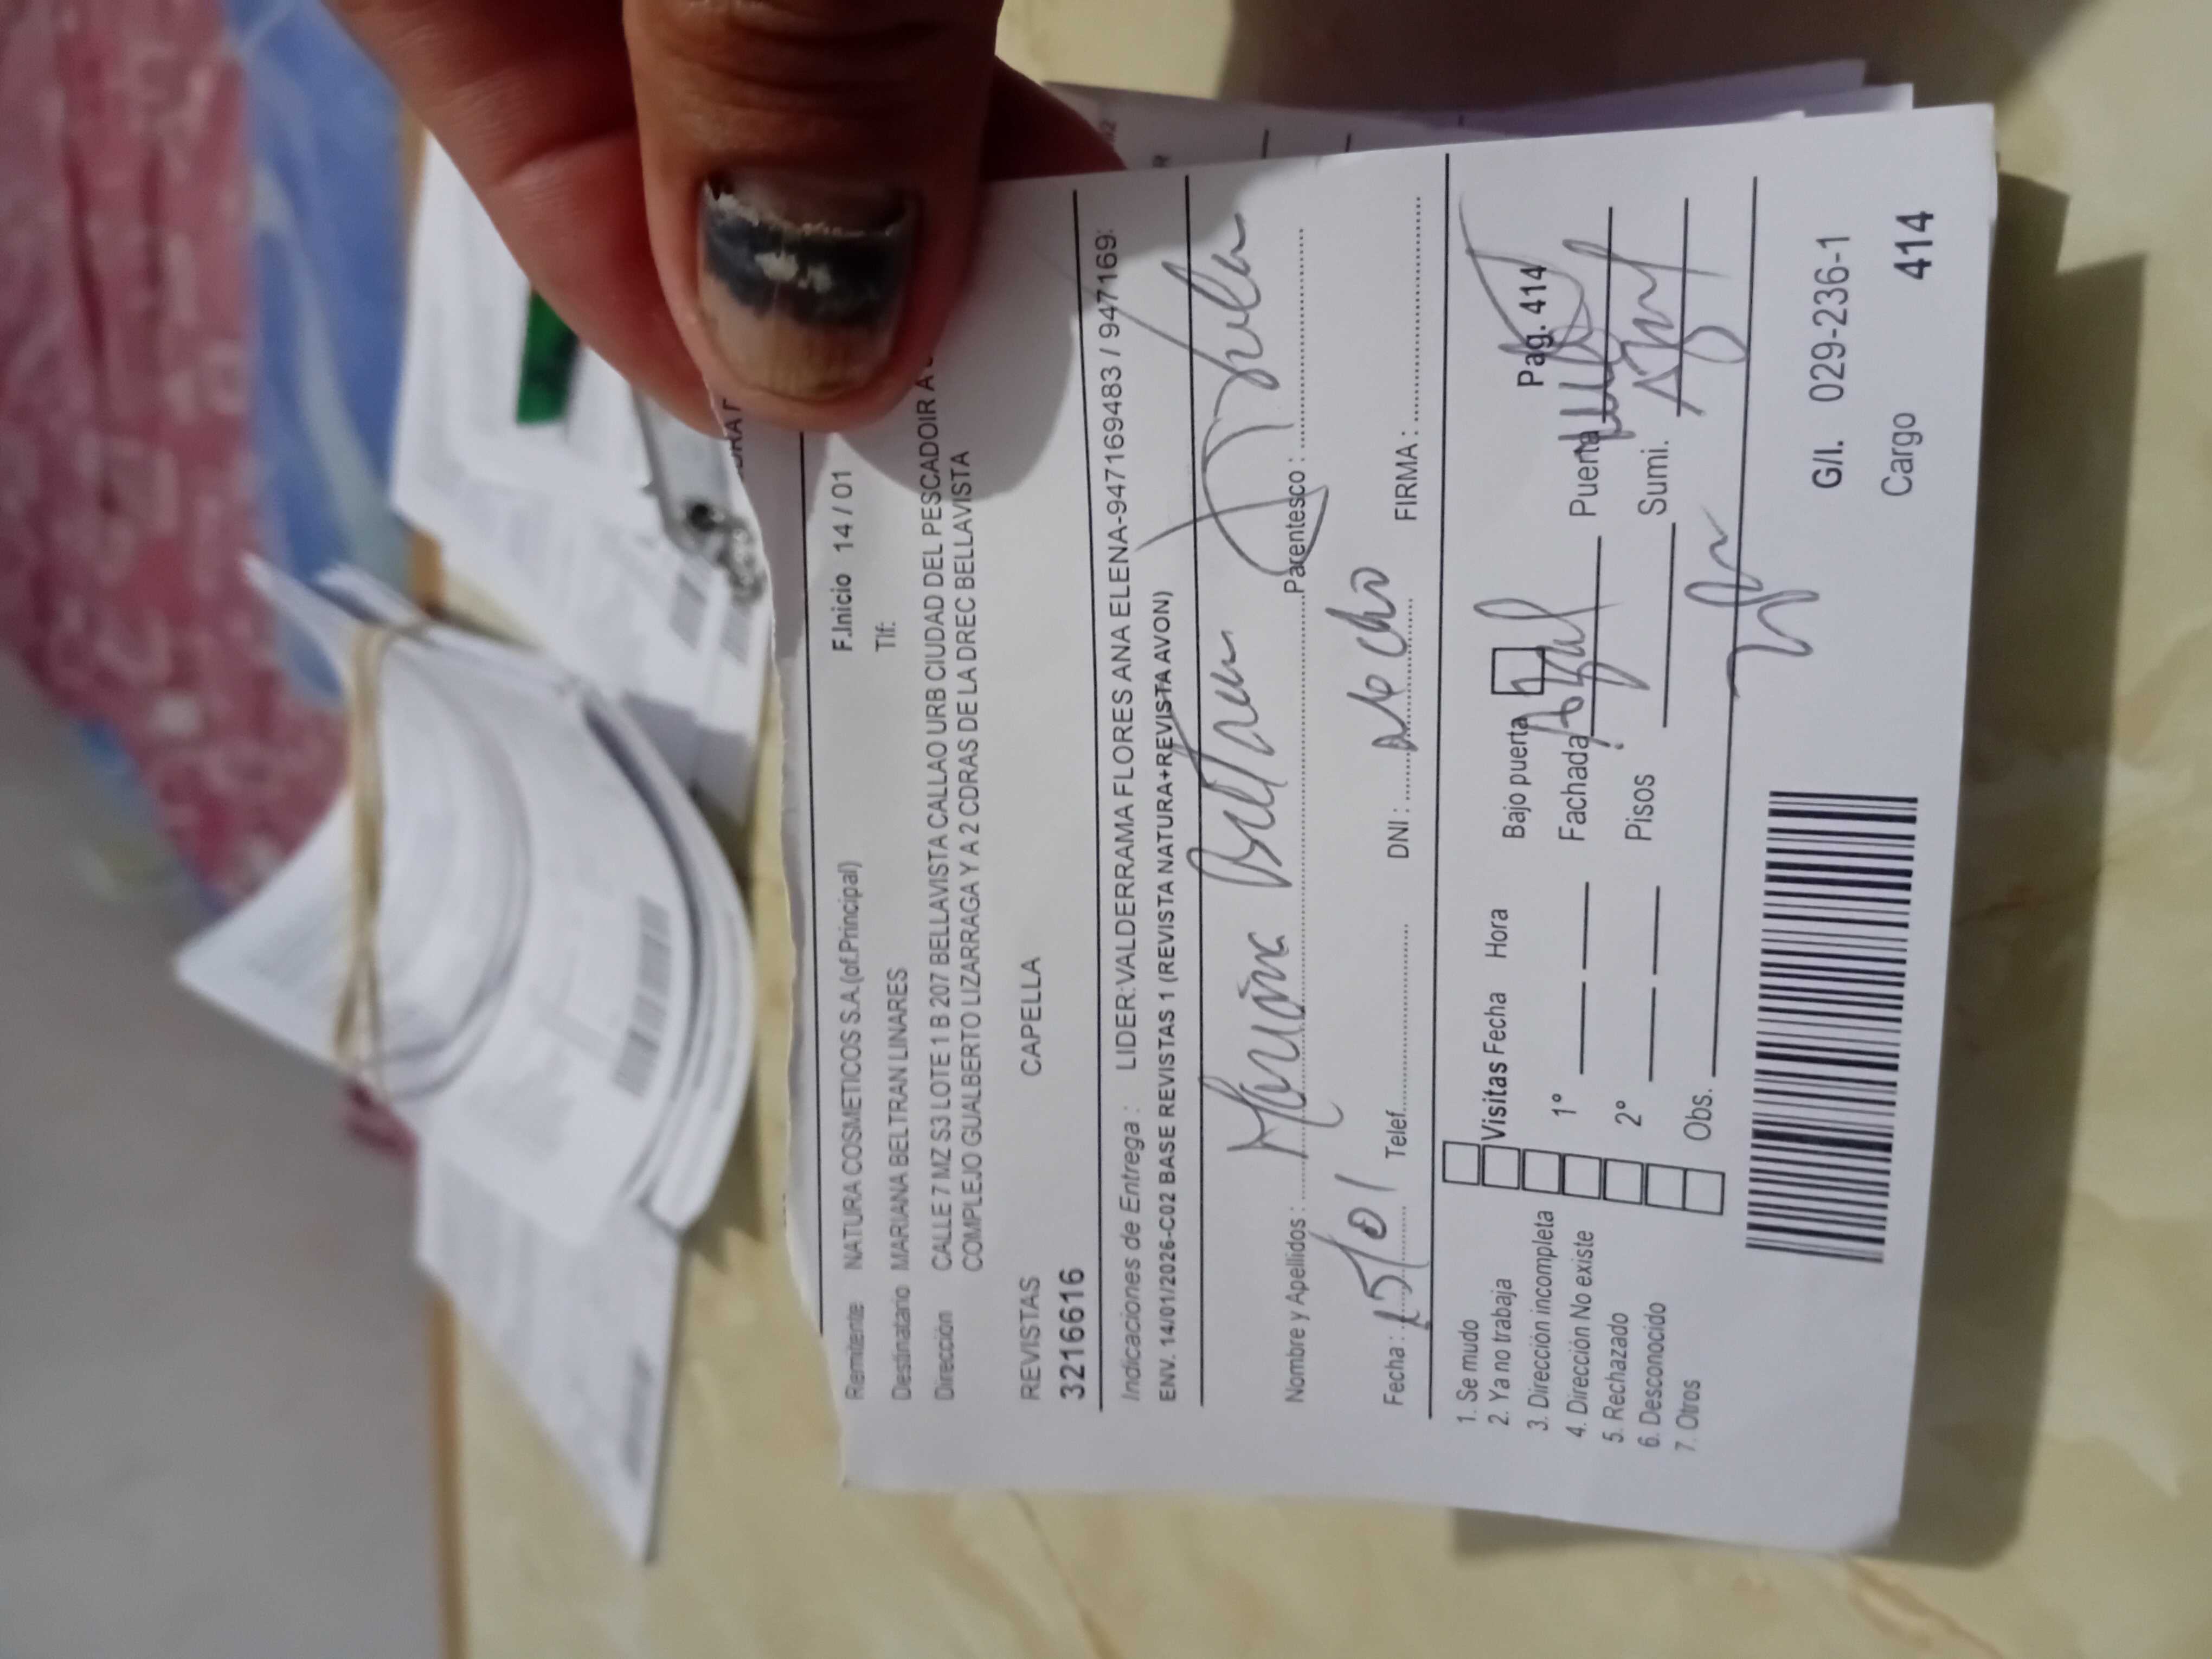 Remitente NATURA COSMETICOS S.A.(of.Principal) F.Inicio 14 / 01
Destinatario MARIANA BELTRAN LINARES Tlf:
Dirección CALLE 7 MZ S3 LOTE 1 B 207 BELLAVISTA CALLAO URB CIUDAD DEL PESCADOIR A
COMPLEJO GUALBERTO LIZARRAGA Y A 2 CDRAS DE LA DREC BELLAVISTA
REVISTAS CAPELLA
3216616
Indicaciones de Entrega : LIDER:VALDERRAMA FLORES ANA ELENA-947169483 / 947169
ENV. 14/01/2026-C02 BASE REVISTAS 1 (REVISTA NATURA+REVISTA AVON)
Nombre y Apellidos : Mariana Beltran Parentesco :
Fecha : 15/01 Telef. DNI : FIRMA :
1. Se mudo
2. Ya no trabaja
3. Dirección incompleta
4. Dirección No existe
5. Rechazado
6. Desconocido
7. Otros
Visitas Fecha Hora Bajo puerta Pag. 414
1° Fachada Puerta
2° Pisos Sumi.
Obs.
G/I. 029-236-1
Cargo 414